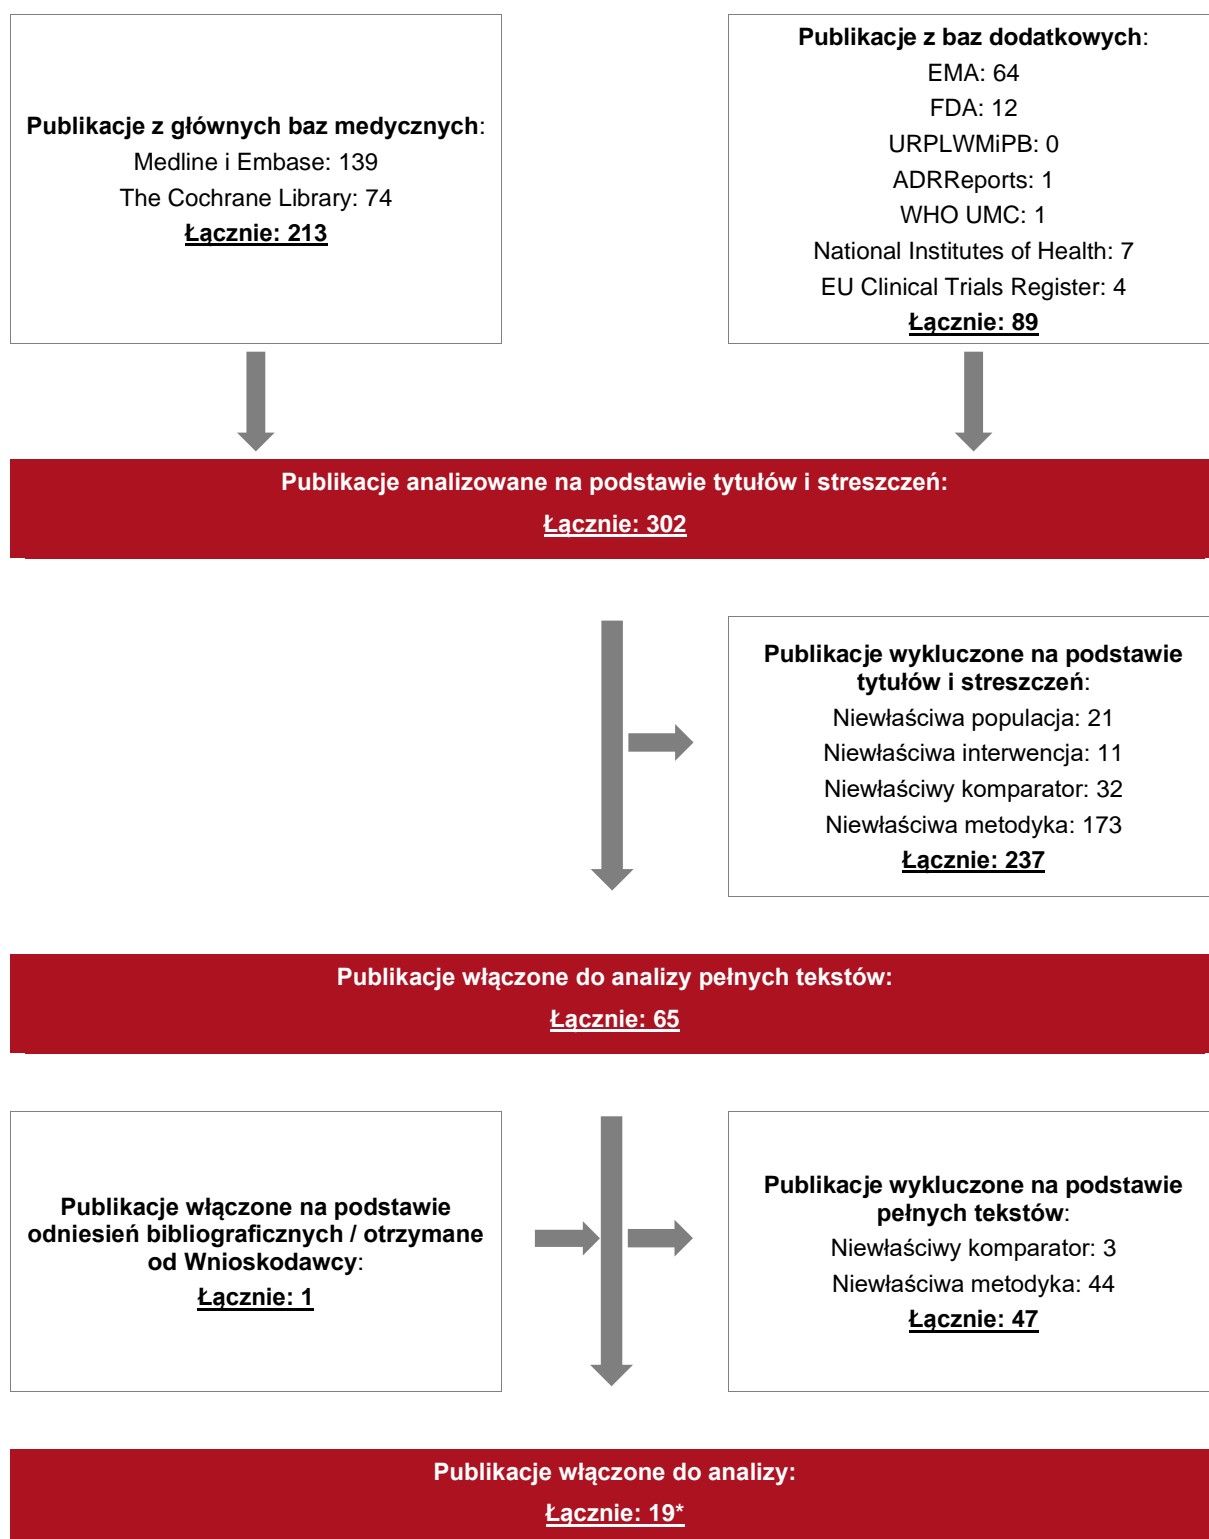 Publikacje z głównych baz medycznych:
Medline i Embase: 139
The Cochrane Library: 74
Łącznie: 213
Publikacje z baz dodatkowych:
EMA: 64
FDA: 12
URPLWMiPB: 0
ADRReports: 1
WHO UMC: 1
National Institutes of Health: 7
EU Clinical Trials Register: 4
Łącznie: 89
Publikacje analizowane na podstawie tytułów i streszczeń:
Łącznie: 302
Publikacje wykluczone na podstawie
tytułów i streszczeń:
Niewłaściwa populacja: 21
Niewłaściwa interwencja: 11
Niewłaściwy komparator: 32
Niewłaściwa metodyka: 173
Łącznie: 237
Publikacje włączone do analizy pełnych tekstów:
Łącznie: 65
Publikacje włączone na podstawie
odniesień bibliograficznych / otrzymane
od Wnioskodawcy:
Łącznie: 1
Publikacje wykluczone na podstawie
pełnych tekstów:
Niewłaściwy komparator: 3
Niewłaściwa metodyka: 44
Łącznie: 47
Publikacje włączone do analizy:
Łącznie: 19*